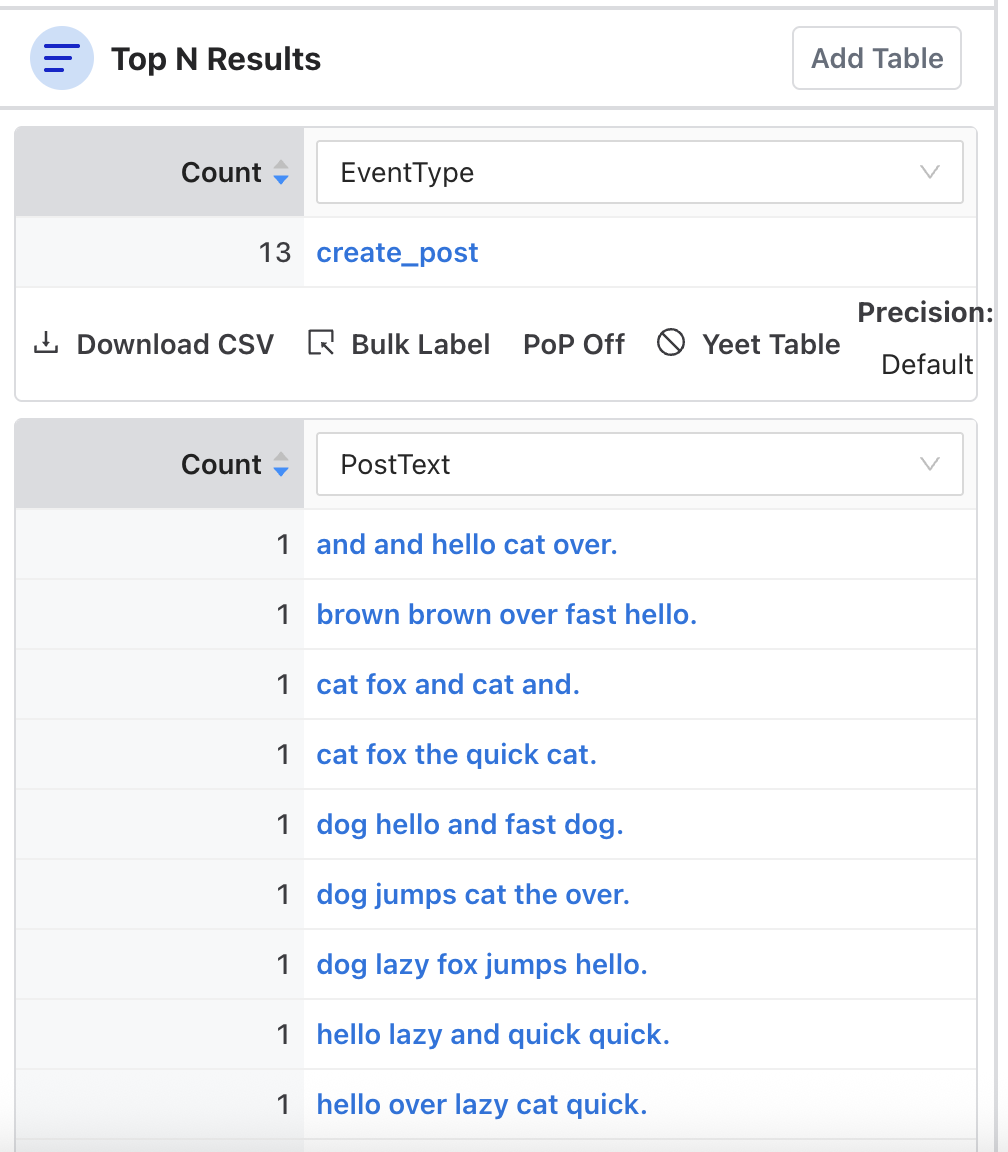 Top N Results
Add Table
Count EventType
13 create_post
Download CSV Bulk Label PoP Off Yeet Table Precision: Default
Count PostText
1 and and hello cat over.
1 brown brown over fast hello.
1 cat fox and cat and.
1 cat fox the quick cat.
1 dog hello and fast dog.
1 dog jumps cat the over.
1 dog lazy fox jumps hello.
1 hello lazy and quick quick.
1 hello over lazy cat quick.